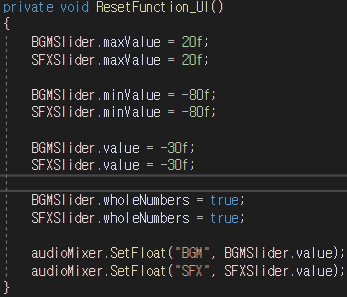 private void ResetFunction_UI()
{
BGMSlider.maxValue = 20f;
SFXSlider.maxValue = 20f;
BGMSlider.minValue = -80f;
SFXSlider.minValue = -80f;
BGMSlider.value = -30f;
SFXSlider.value = -30f;
BGMSlider.wholeNumbers = true;
SFXSlider.wholeNumbers = true;
audioMixer.SetFloat("BGM", BGMSlider.value);
audioMixer.SetFloat("SFX", SFXSlider.value);
}